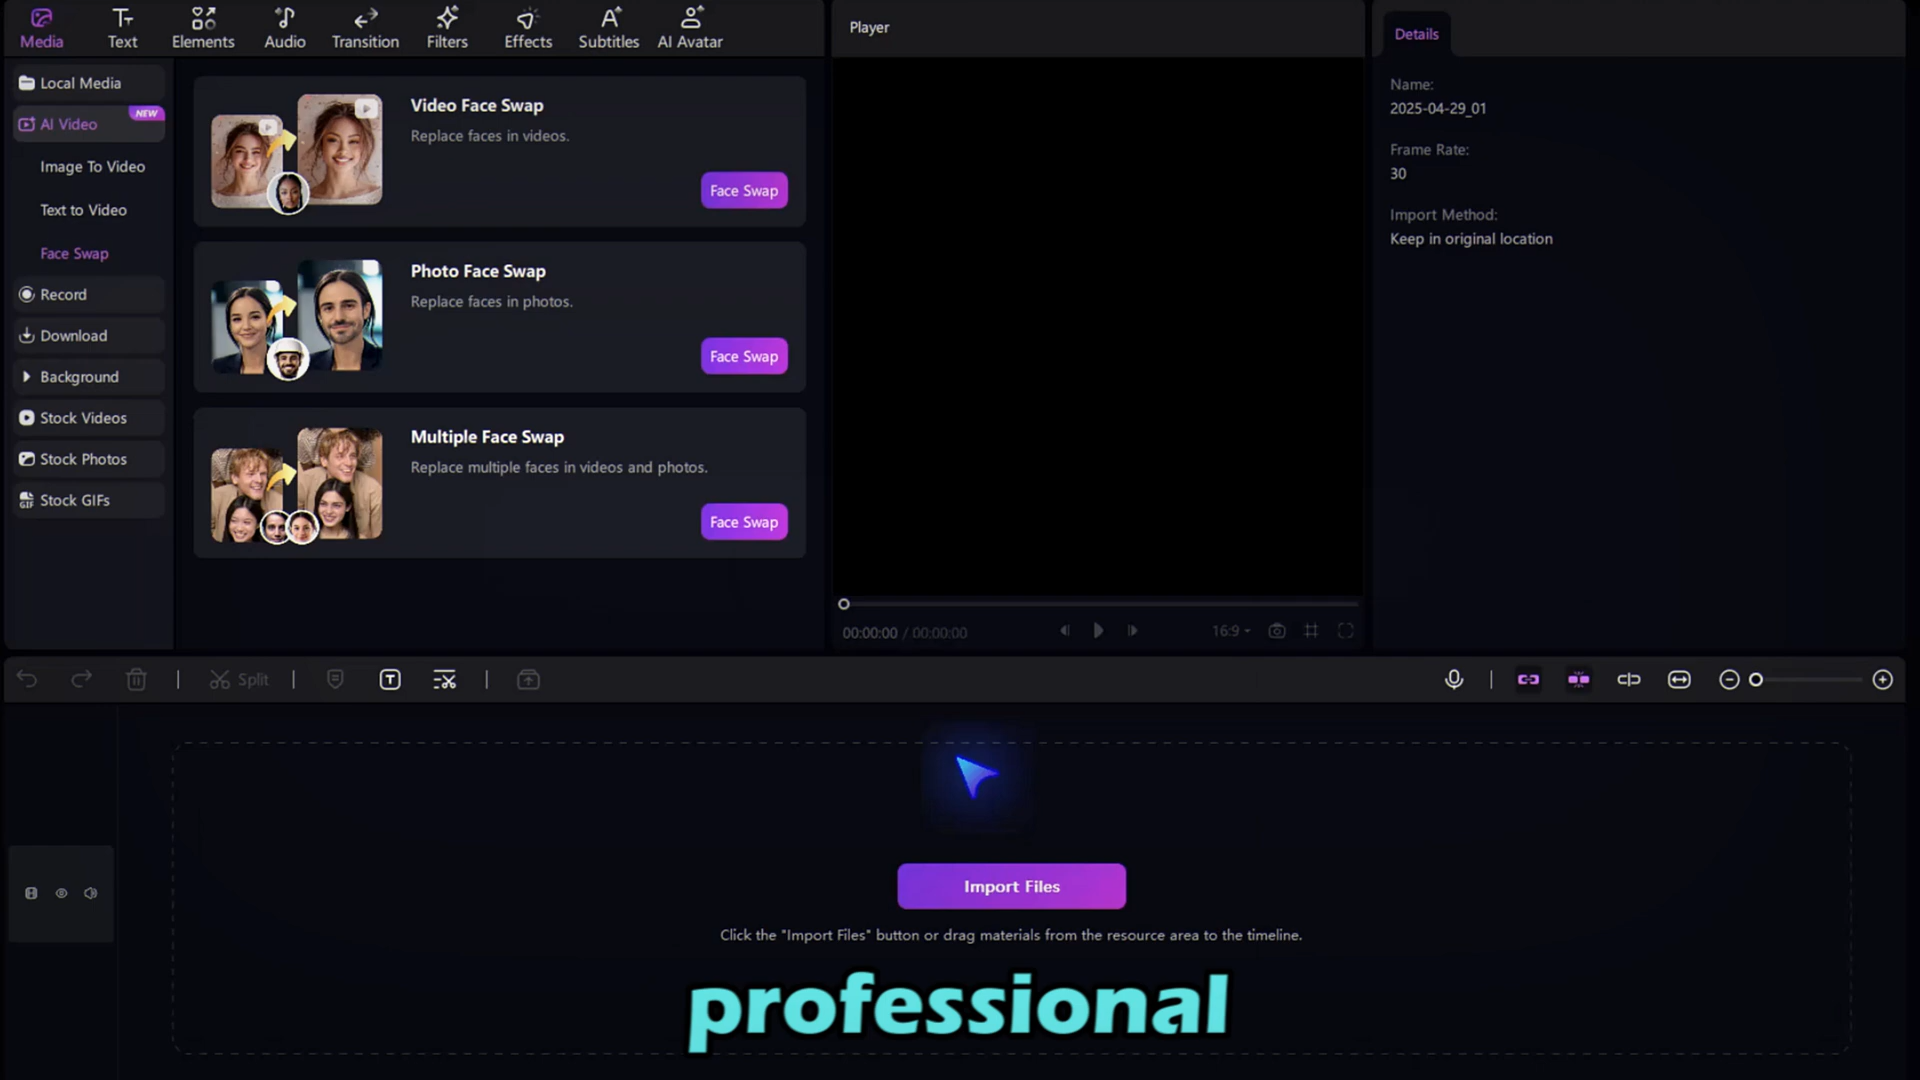 Media
Text
Elements
Audio
Transition
Filters
Effects
Subtitles
AI Avatar
Local Media
AI Video
NEW
Image To Video
Text to Video
Face Swap
Record
Download
Background
Stock Videos
Stock Photos
Stock GIFs
Video Face Swap
Replace faces in videos.
Face Swap
Photo Face Swap
Replace faces in photos.
Face Swap
Multiple Face Swap
Replace multiple faces in videos and photos.
Face Swap
Player
00:00:00 / 00:00:00
16:9
Details
Name:
2025-04-29_01
Frame Rate:
30
Import Method:
Keep in original location
Split
Import Files
Click the "Import Files" button or drag materials from the resource area to the timeline.
professional